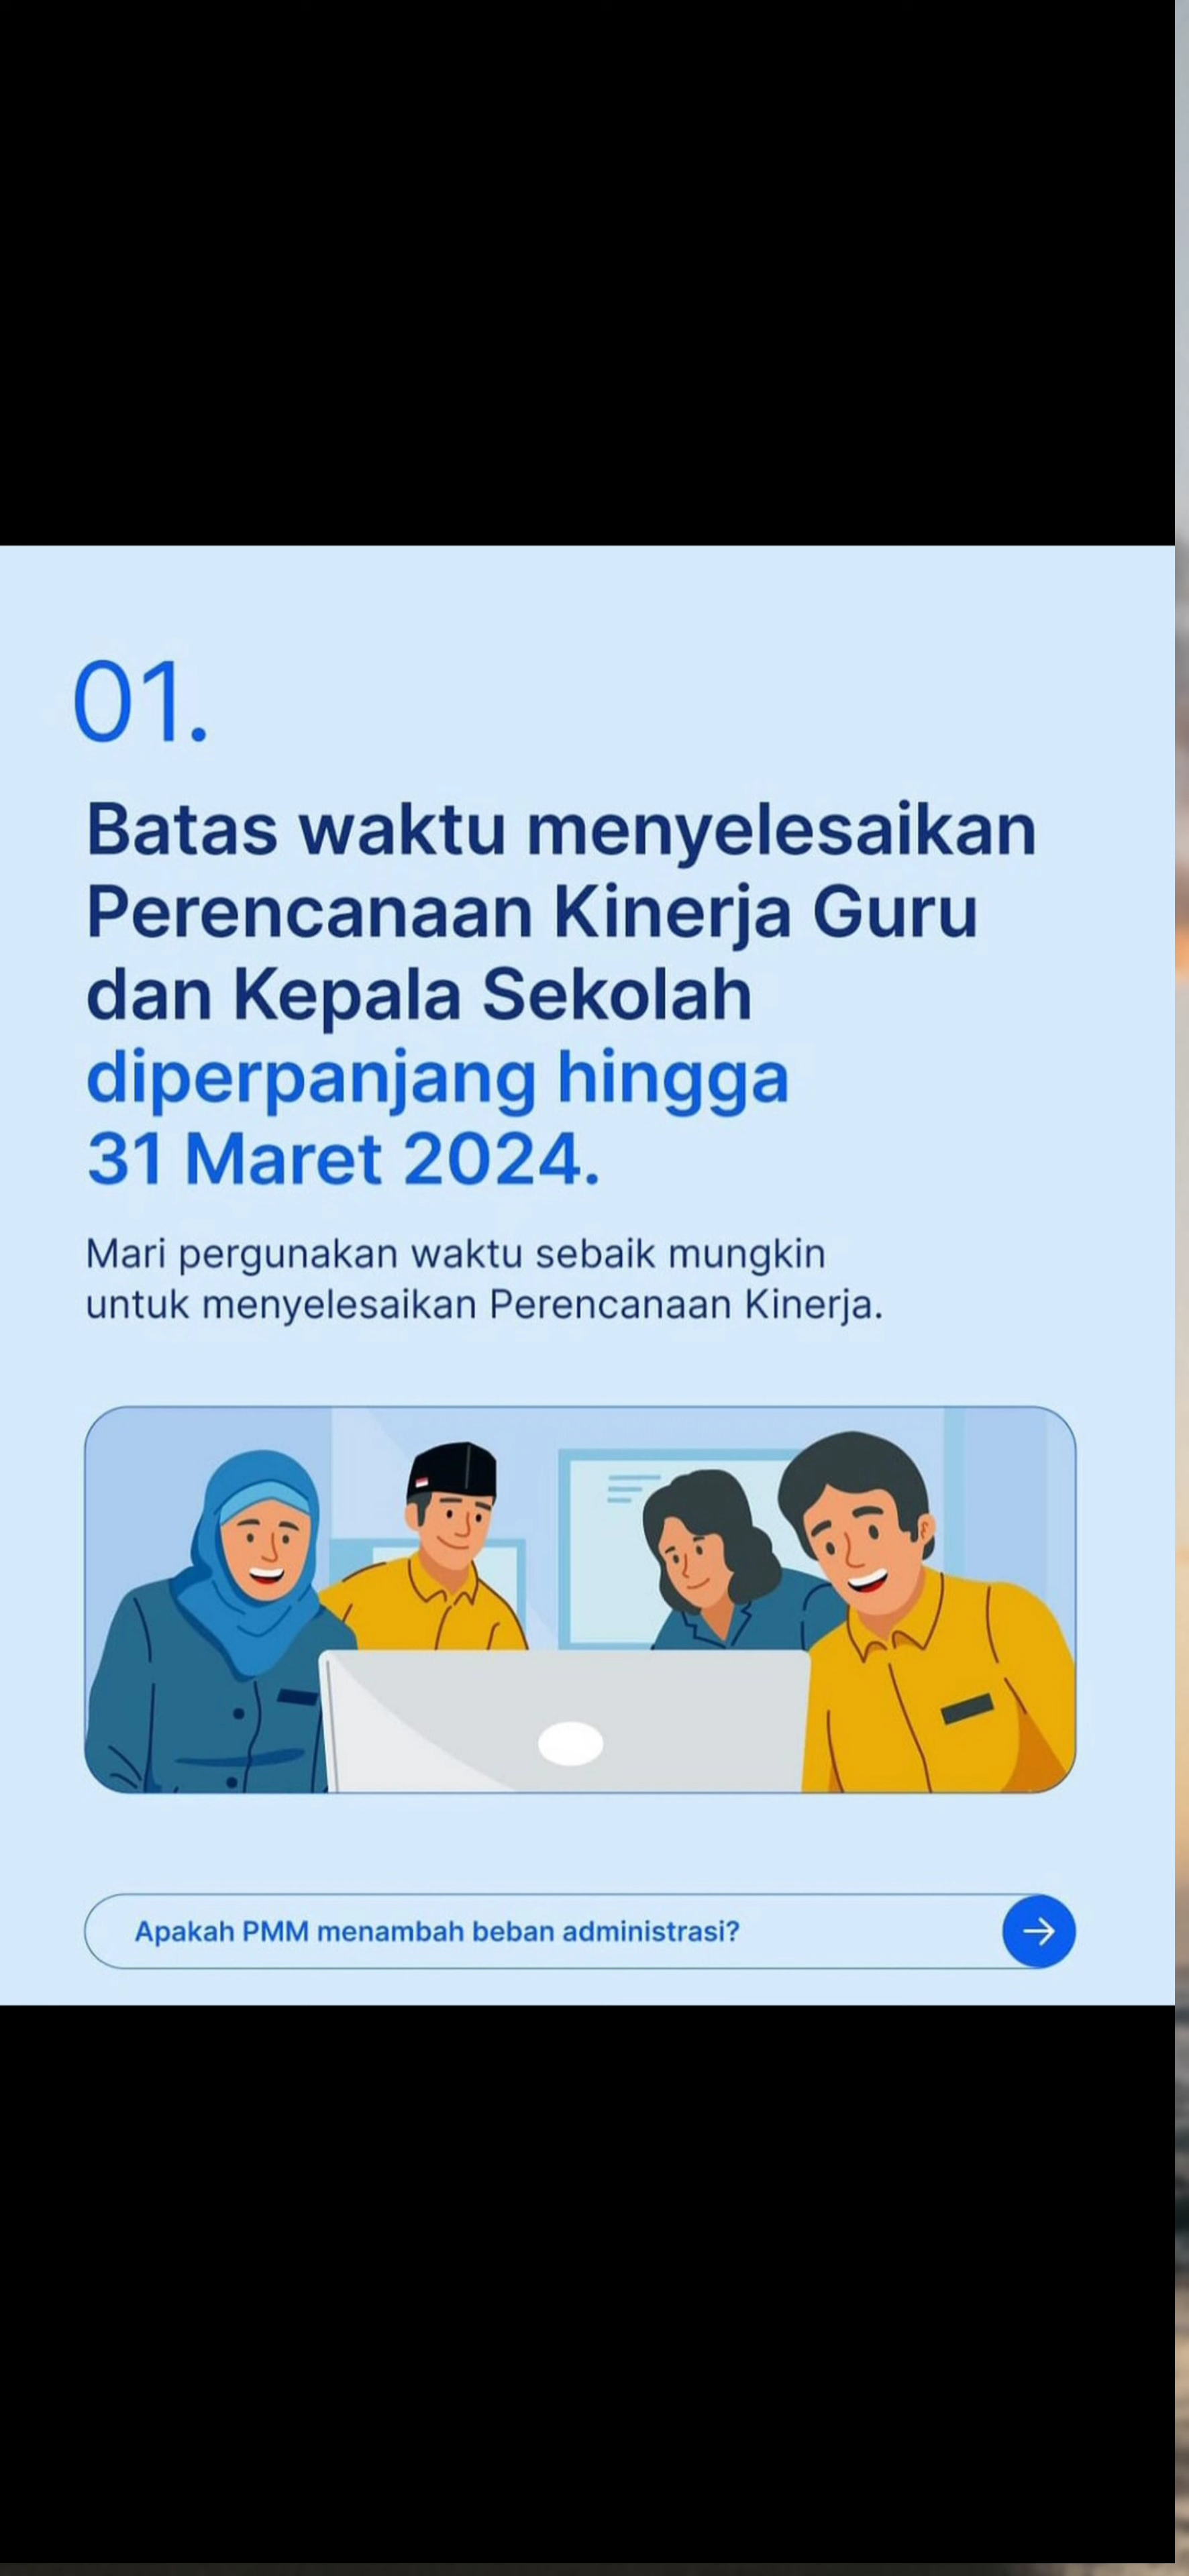 01.
Batas waktu menyelesaikan
Perencanaan Kinerja Guru
dan Kepala Sekolah
diperpanjang hingga
31 Maret 2024.
Mari pergunakan waktu sebaik mungkin
untuk menyelesaikan Perencanaan Kinerja.
Apakah PMM menambah beban administrasi?